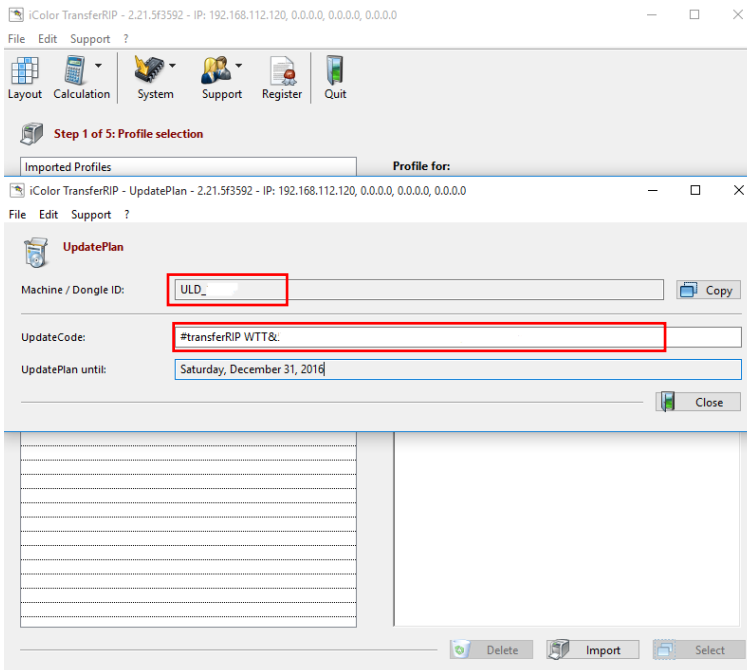 iColor TransferRIP - 2.21.5f3592 - IP: 192.168.112.120, 0.0.0.0, 0.0.0.0, 0.0.0.0
File Edit Support ?
Layout Calculation System Support Register Quit
Step 1 of 5: Profile selection
Imported Profiles Profile for:
iColor TransferRIP - UpdatePlan - 2.21.5f3592 - IP: 192.168.112.120, 0.0.0.0, 0.0.0.0, 0.0.0.0
File Edit Support ?
UpdatePlan
Machine / Dongle ID: ULD_ Copy
UpdateCode: #transferRIP WTT&:
UpdatePlan until: Saturday, December 31, 2016
Close
Delete Import Select